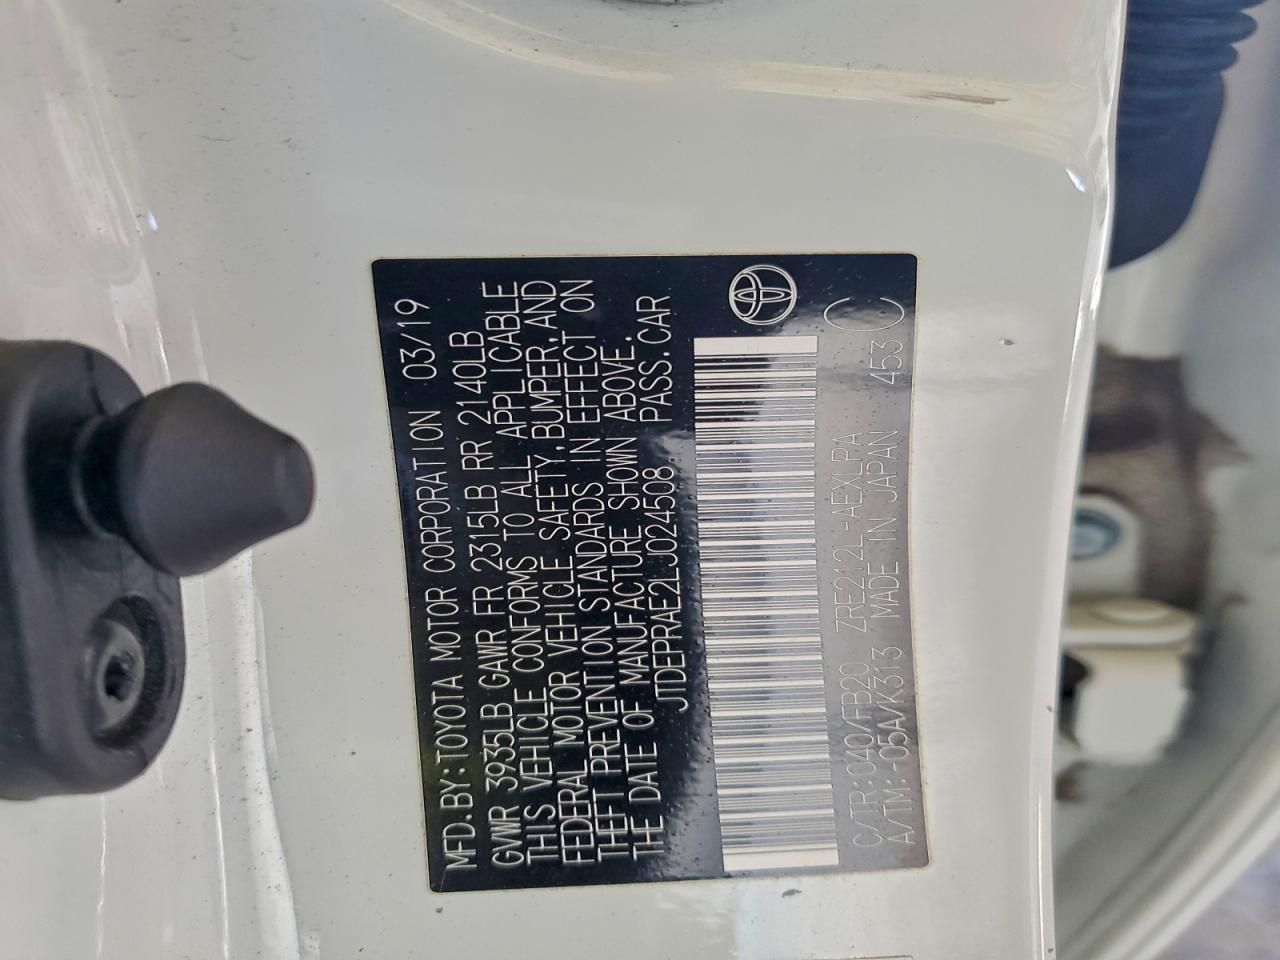 MFD.BY:TOYOTA MOTOR CORPORATION 03/19
GVWR 3935LB GAWR FR 2315LB RR 2140LB
THIS VEHICLE CONFORMS TO ALL APPLICABLE
FEDERAL MOTOR VEHICLE SAFETY,BUMPER,AND
THEFT PREVENTION STANDARDS IN EFFECT ON
THE DATE OF MANUFACTURE SHOWN ABOVE.
JTDEPRAE2LJ024508 PASS.CAR
C/TR:040/FB20 ZRE212L-AEXLPA
A/TM:-05A/K313 MADE IN JAPAN 453 C